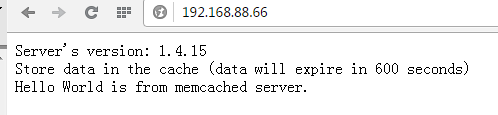 192.168.88.66
Server's version: 1.4.15
Store data in the cache (data will expire in 600 seconds)
Hello World is from memcached server.